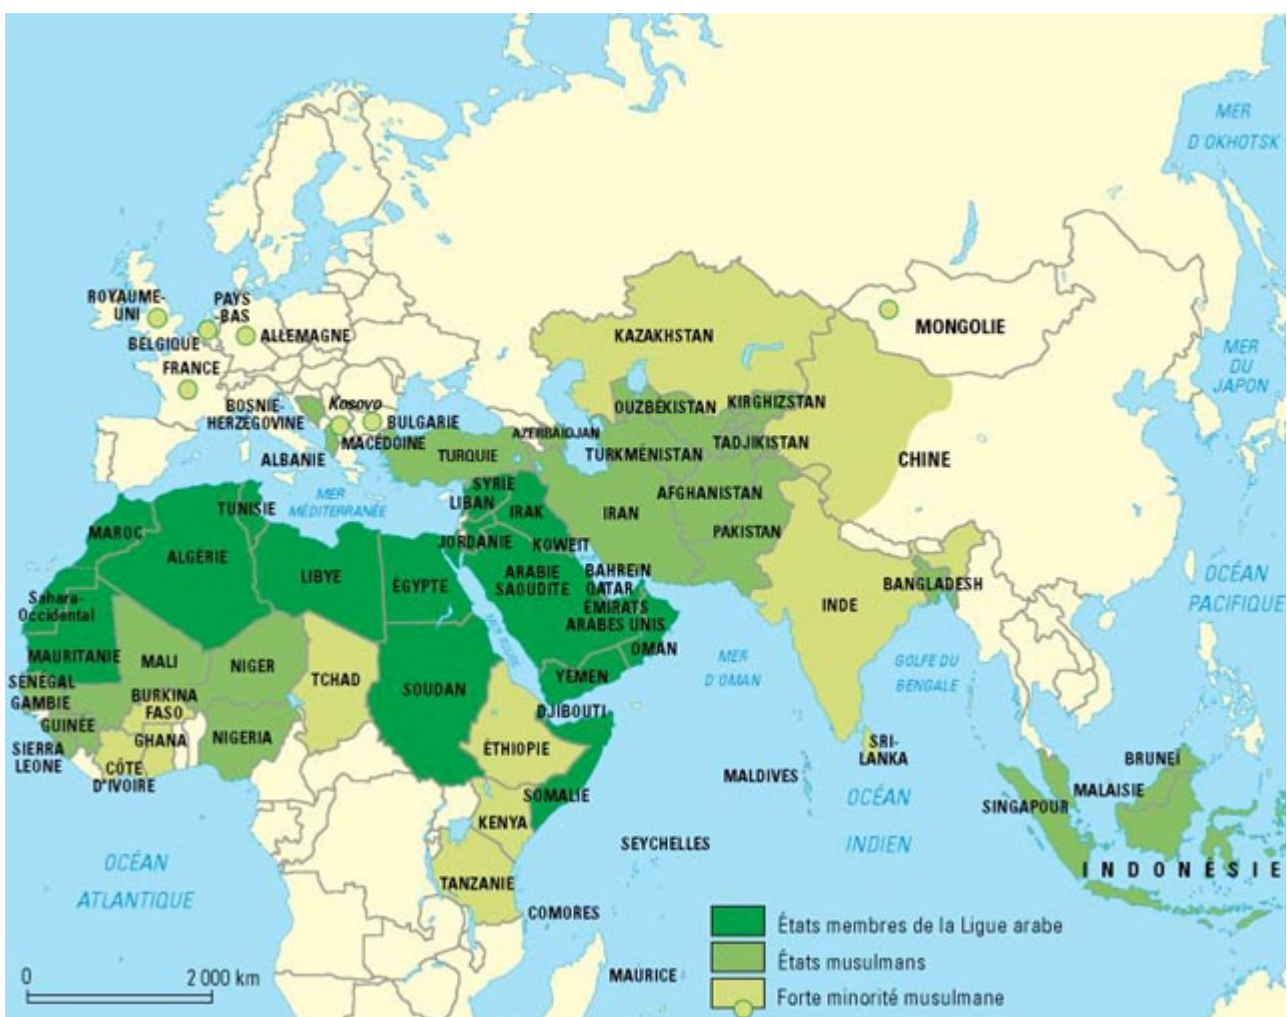 MER
D'OKHOTSK
ROYAUME-
UNI
PAYS
-BAS
BELGIQUE
ALLEMAGNE
FRANCE
MONGOLIE
KAZAKHSTAN
MER
DU
JAPON
BOSNIE-
HERZÉGOVINE
Kosovo
BULGARIE
MACÉDOINE
ALBANIE
OUZBÉKISTAN
KIRGHIZSTAN
AZERBAÏDJAN
TURQUIE
TURKMÉNISTAN
TADJIKISTAN
CHINE
MER
MÉDITERRANÉE
SYRIE
LIBAN
IRAK
IRAN
AFGHANISTAN
PAKISTAN
MAROC
TUNISIE
ALGÉRIE
LIBYE
ÉGYPTE
JORDANIE
KOWEIT
ARABIE
SAOUDITE
BAHREIN
QATAR
ÉMIRATS
ARABES UNIS
OMAN
YEMEN
MER ROUGE
INDE
BANGLADESH
OCÉAN
PACIFIQUE
Sahara-
Occidental
MAURITANIE
MALI
NIGER
TCHAD
SOUDAN
MER
D'OMAN
GOLFE DU
BENGALE
SÉNÉGAL
GAMBIE
GUINÉE
BURKINA
FASO
GHANA
NIGERIA
SIERRA
LEONE
CÔTE
D'IVOIRE
DJIBOUTI
ÉTHIOPIE
SOMALIE
KENYA
TANZANIE
MALDIVES
SRI-
LANKA
OCÉAN
INDIEN
BRUNEÏ
MALAISIE
SINGAPOUR
INDONÉSIE
SEYCHELLES
COMORES
MAURICE
OCÉAN
ATLANTIQUE
0 2 000 km
États membres de la Ligue arabe
États musulmans
Forte minorité musulmane